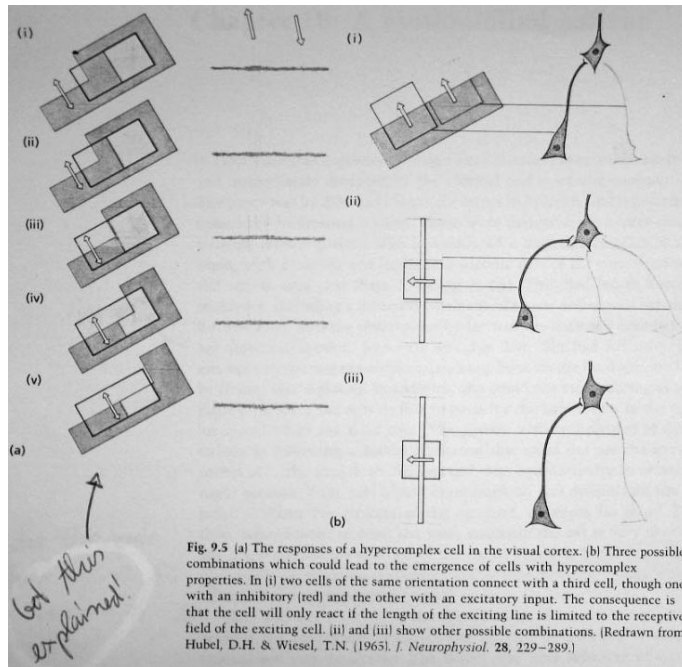 (i)
(ii)
(iii)
(iv)
(v)
(a)
(i)
(ii)
(iii)
(b)
Got this
explained!
Fig. 9.5 (a) The responses of a hypercomplex cell in the visual cortex. (b) Three possible
combinations which could lead to the emergence of cells with hypercomplex
properties. In (i) two cells of the same orientation connect with a third cell, though one
with an inhibitory (red) and the other with an excitatory input. The consequence is
that the cell will only react if the length of the exciting line is limited to the receptive
field of the exciting cell. (ii) and (iii) show other possible combinations. (Redrawn from
Hubel, D.H. & Wiesel, T.N. (1965). J. Neurophysiol. 28, 229–289.)